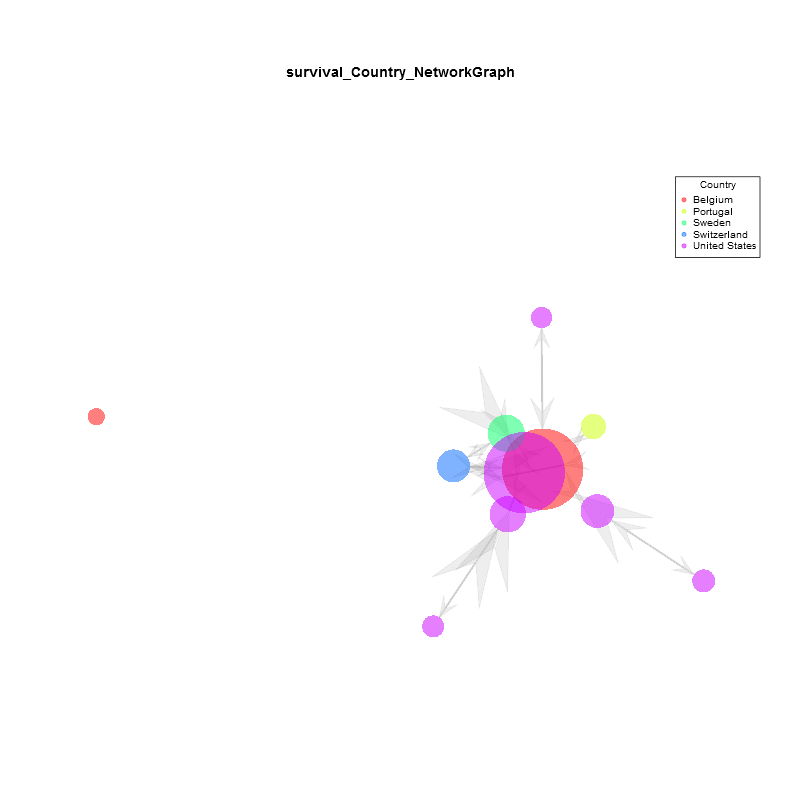 survival_Country_NetworkGraph
Country
Belgium
Portugal
Sweden
Switzerland
United States